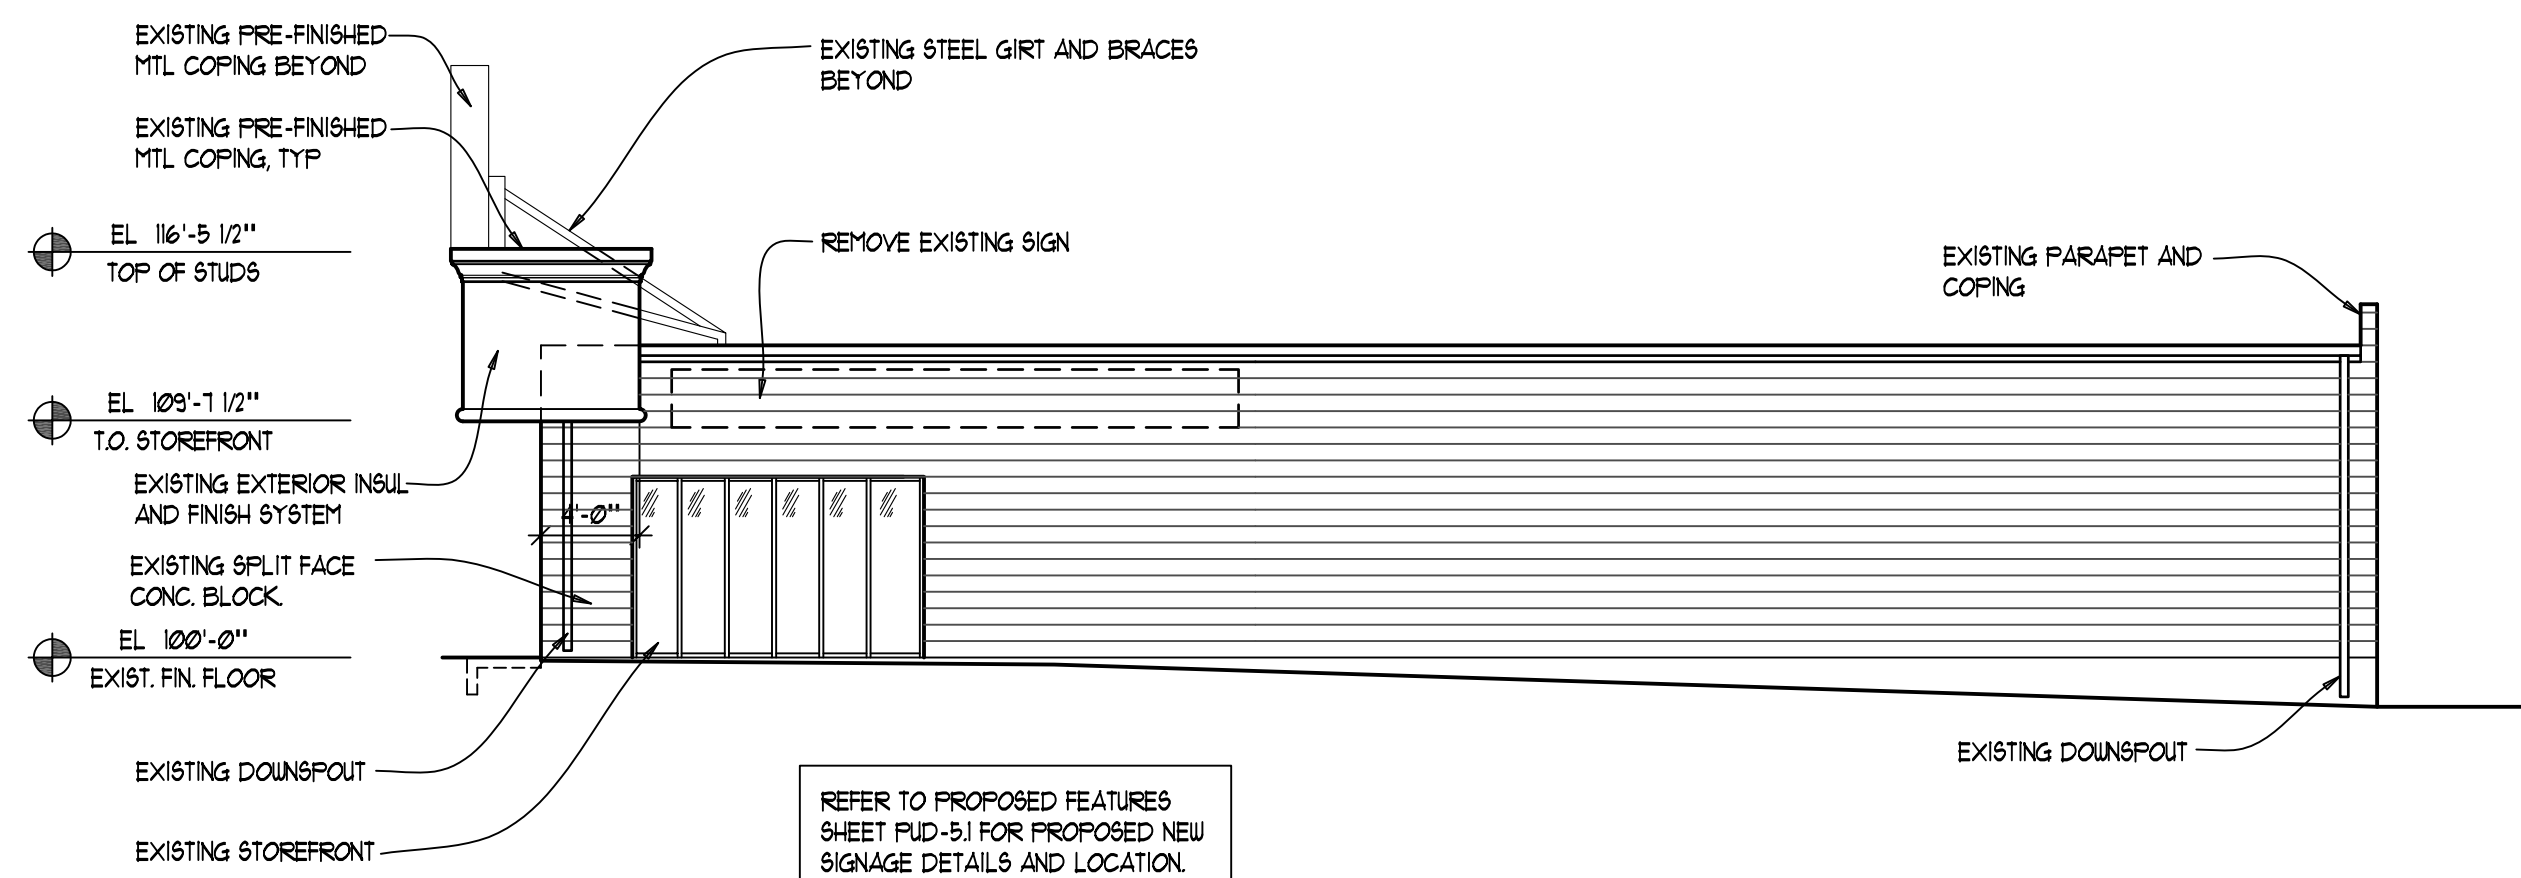 EXISTING PRE-FINISHED
MTL COPING BEYOND
EXISTING STEEL GIRT AND BRACES
BEYOND
EXISTING PRE-FINISHED
MTL COPING, TYP
EL 116'-5 1/2"
TOP OF STUDS
REMOVE EXISTING SIGN
EXISTING PARAPET AND
COPING
EL 109'-7 1/2"
T.O. STOREFRONT
EXISTING EXTERIOR INSUL
AND FINISH SYSTEM
4'-0"
EXISTING SPLIT FACE
CONC. BLOCK.
EL 100'-0"
EXIST. FIN. FLOOR
EXISTING DOWNSPOUT
EXISTING DOWNSPOUT
EXISTING STOREFRONT
REFER TO PROPOSED FEATURES
SHEET PUD-5.1 FOR PROPOSED NEW
SIGNAGE DETAILS AND LOCATION.